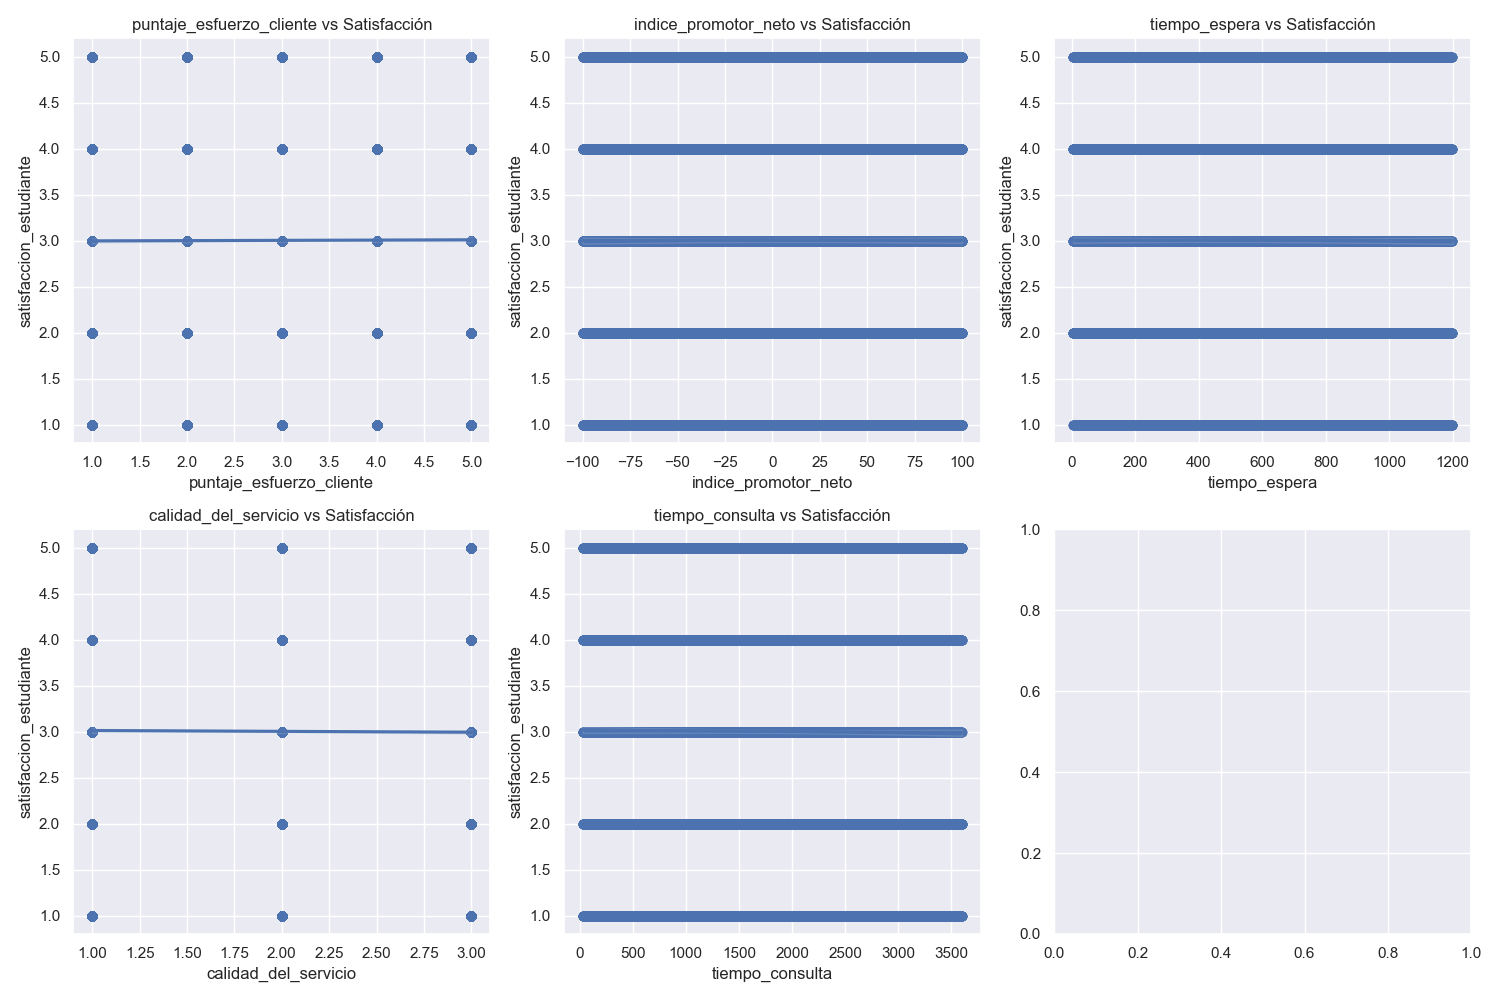 puntaje_esfuerzo_cliente vs Satisfacción
5.0
4.5
4.0
3.5
3.0
2.5
2.0
1.5
1.0
satisfaccion_estudiante
1.0 1.5 2.0 2.5 3.0 3.5 4.0 4.5 5.0
puntaje_esfuerzo_cliente
indice_promotor_neto vs Satisfacción
5.0
4.5
4.0
3.5
3.0
2.5
2.0
1.5
1.0
satisfaccion_estudiante
−100 −75 −50 −25 0 25 50 75 100
indice_promotor_neto
tiempo_espera vs Satisfacción
5.0
4.5
4.0
3.5
3.0
2.5
2.0
1.5
1.0
satisfaccion_estudiante
0 200 400 600 800 1000 1200
tiempo_espera
calidad_del_servicio vs Satisfacción
5.0
4.5
4.0
3.5
3.0
2.5
2.0
1.5
1.0
satisfaccion_estudiante
1.00 1.25 1.50 1.75 2.00 2.25 2.50 2.75 3.00
calidad_del_servicio
tiempo_consulta vs Satisfacción
5.0
4.5
4.0
3.5
3.0
2.5
2.0
1.5
1.0
satisfaccion_estudiante
0 500 1000 1500 2000 2500 3000 3500
tiempo_consulta
1.0
0.8
0.6
0.4
0.2
0.0
0.0 0.2 0.4 0.6 0.8 1.0